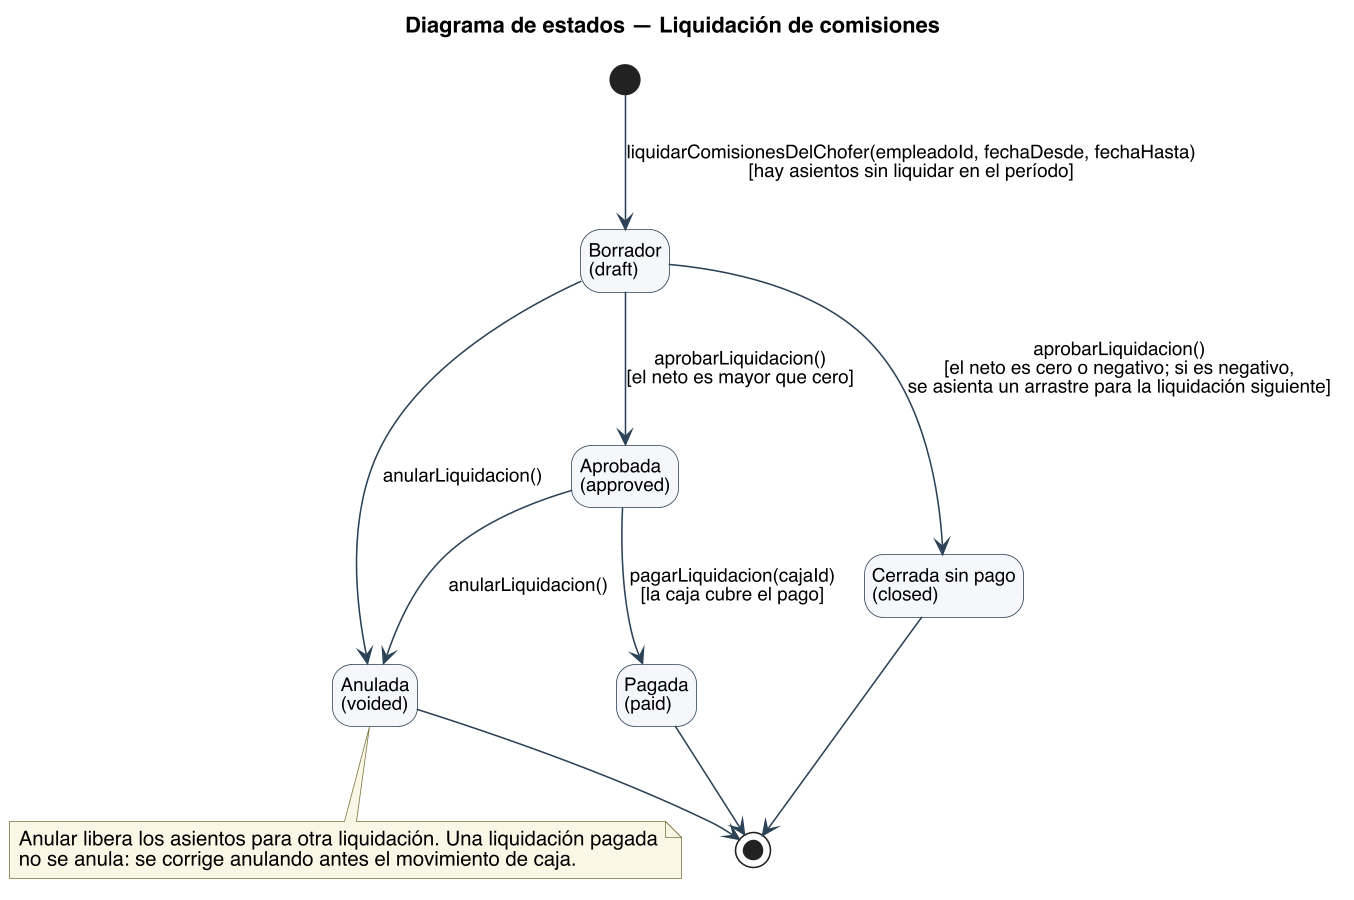 Diagrama de estados — Liquidación de comisiones
liquidarComisionesDelChofer(empleadoId, fechaDesde, fechaHasta)
[hay asientos sin liquidar en el período]
Borrador
(draft)
aprobarLiquidacion()
[el neto es mayor que cero]
aprobarLiquidacion()
[el neto es cero o negativo; si es negativo,
se asienta un arrastre para la liquidación siguiente]
anularLiquidacion()
Aprobada
(approved)
anularLiquidacion()
pagarLiquidacion(cajaId)
[la caja cubre el pago]
Cerrada sin pago
(closed)
Anulada
(voided)
Pagada
(paid)
Anular libera los asientos para otra liquidación. Una liquidación pagada
no se anula: se corrige anulando antes el movimiento de caja.